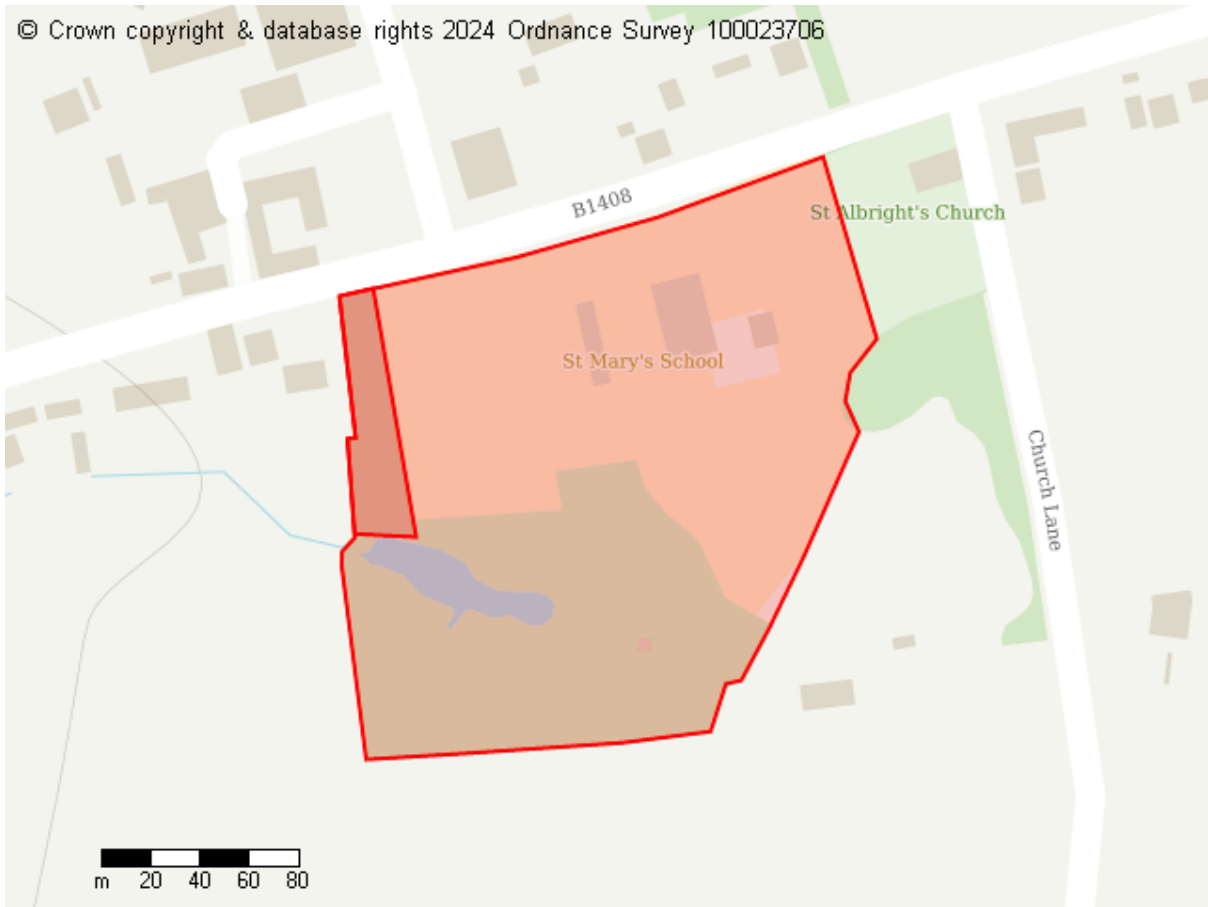 © Crown copyright & database rights 2024 Ordnance Survey 100023706
B1408
St Albright's Church
St Mary's School
Church Lane
m 20 40 60 80